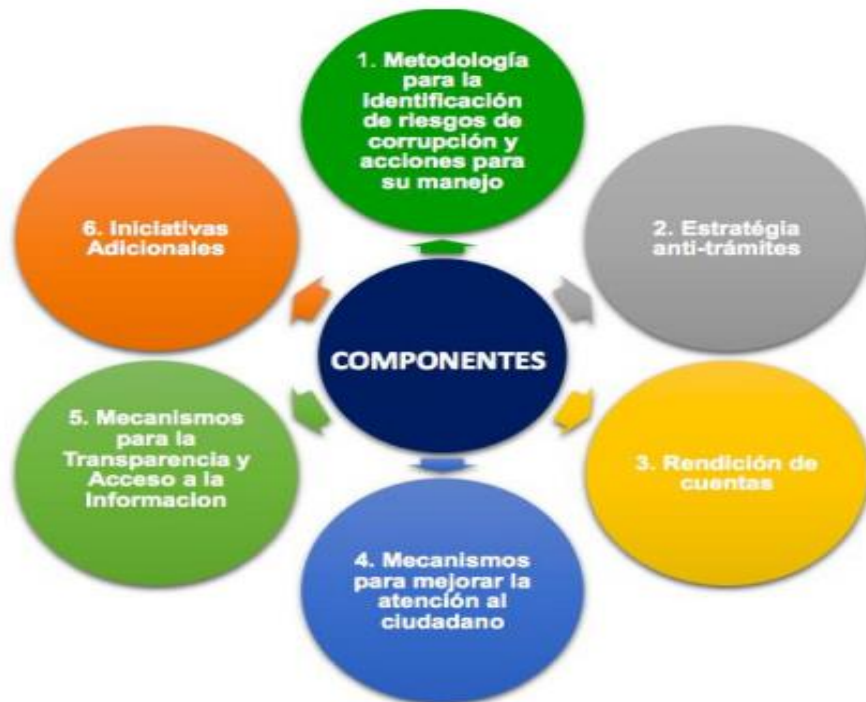 1. Metodología
para la
identificación
de riesgos de
corrupción y
acciones para
su manejo
2. Estratégia
anti-trámites
3. Rendición de
cuentas
4. Mecanismos
para mejorar la
atención al
ciudadano
5. Mecanismos
para la
Transparencia y
Acceso a la
Informacion
6. Iniciativas
Adicionales
COMPONENTES